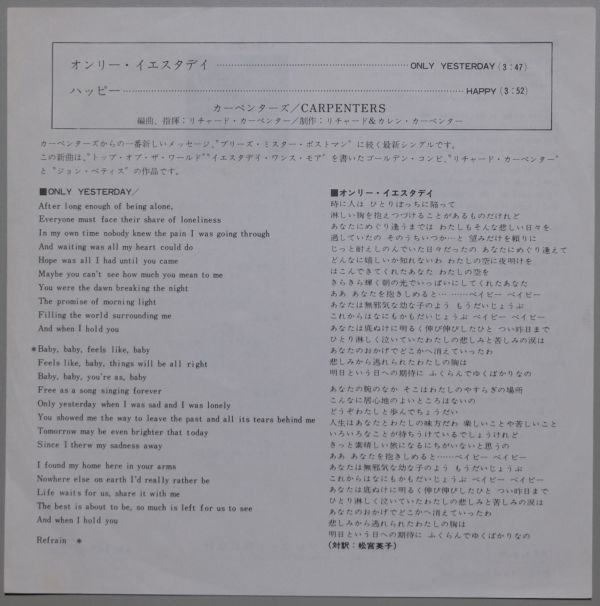 オンリー・イエスタデイ…………………………ONLY YESTERDAY(3:47)
ハッピー…………………………HAPPY(3:52)
カーペンターズ/CARPENTERS
編曲、指揮:リチャード・カーペンター/制作:リチャード&カレン・カーペンター
カーペンターズからの一番新しいメッセージ、"プリーズ・ミスター・ポストマン"に続く最新シングルです。
この新曲は、"トップ・オブ・ザ・ワールド""イエスタデイ・ワンス・モア"を書いたゴールデン・コンビ、"リチャード・カーペンター"
と"ジョン・ベティス"の作品です。
■ONLY YESTERDAY/
After long enough of being alone,
Everyone must face their share of loneliness
In my own time nobody knew the pain I was going through
And waiting was all my heart could do
Hope was all I had until you came
Maybe you can't see how much you mean to me
You were the dawn breaking the night
The promise of morning light
Filling the world surrounding me
And when I hold you
*Baby, baby, feels like, baby
Feels like, baby, things will be all right
Baby, baby, you're as, baby
Free as a song singing forever
Only yesterday when I was sad and I was lonely
You showed me the way to leave the past and all its tears behind me
Tomorrow may be even brighter that today
Since I therw my sadness away
I found my home here in your arms
Nowhere else on earth I'd really rather be
Life waits for us, share it with me
The best is about to be, so much is left for us to see
And when I hold you
Refrain *
■オンリー・イエスタデイ
時に人は ひとりぼっちに陥って
淋しい胸を抱えつづけることがあるものだけれど
あなたにめぐり逢うまでは わたしもそんな悲しい日々を
過していたの そのうちいつか…と 望みだけを頼りに
じっと耐えしのんでいた日々だったの あなたにめぐり逢えて
どんなに嬉しいか知れないわ わたしの空に夜明けを
はこんできてくれたあなた わたしの空を
きらきら輝く朝の光でいっぱいにしてくれたあなた
ああ あなたを抱きしめると…………ベイビー ベイビー
あなたは無邪気な幼な子のよう もうだいじょうぶ
これからはなにもかもだいじょうぶ ベイビー ベイビー
あなたは底ぬけに明るく伸び伸びしたひと つい昨日まで
ひとり淋しく泣いていたわたしの悲しみと苦しみの涙は
あなたのおかげでどこかへ消えていったわ
悲しみから逃れられたわたしの胸は
明日という日への期待に ふくらんでゆくばかりなの
あなたの腕のなか そこはわたしのやすらぎの場所
こんなに居心地のよいところはないの
どうぞわたしと歩んでちょうだい
人生はあなたとわたしの味方だわ 楽しいことや苦しいこと
いろいろなことが待ちうけているでしょうけれど
きっと素晴しい旅になるにちがいないと思うの
ああ あなたを抱きしめると……ベイビー ベイビー
あなたは無邪気な幼な子のよう もうだいじょうぶ
これからはなにもかもだいじょうぶ ベイビー ベイビー
あなたは底ぬけに明るく伸び伸びしたひと つい昨日まで
ひとり淋しく泣いていたわたしの悲しみと苦しみの涙は
あなたのおかげでどこかへ消えていったわ
悲しみから逃れられたわたしの胸は
明日という日への期待に ふくらんでゆくばかりなの
(対訳:松宮英子)